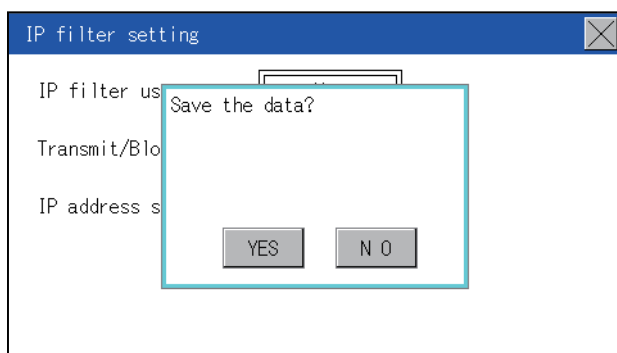 IP filter setting
IP filter us
Save the data?
Transmit/Blo
IP address s
YES
N O